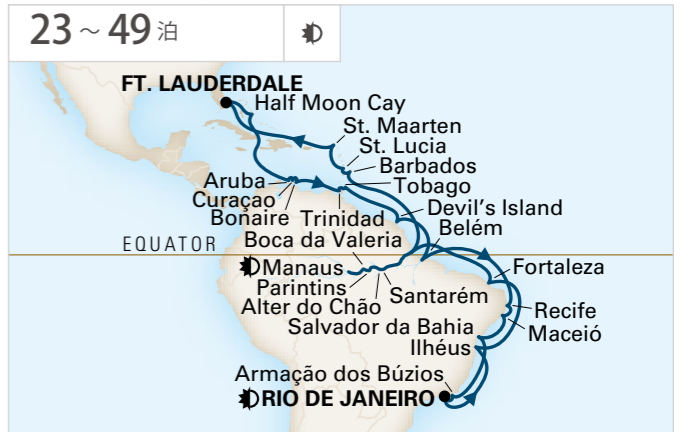 23～49泊
FT. LAUDERDALE
Half Moon Cay
St. Maarten
St. Lucia
Barbados
Aruba
Tobago
Curaçao
Devil's Island
Bonaire
Trinidad
Belém
EQUATOR
Boca da Valeria
Manaus
Fortaleza
Parintins
Santarém
Alter do Chão
Recife
Salvador da Bahia
Maceió
Ilhéus
Armação dos Búzios
RIO DE JANEIRO